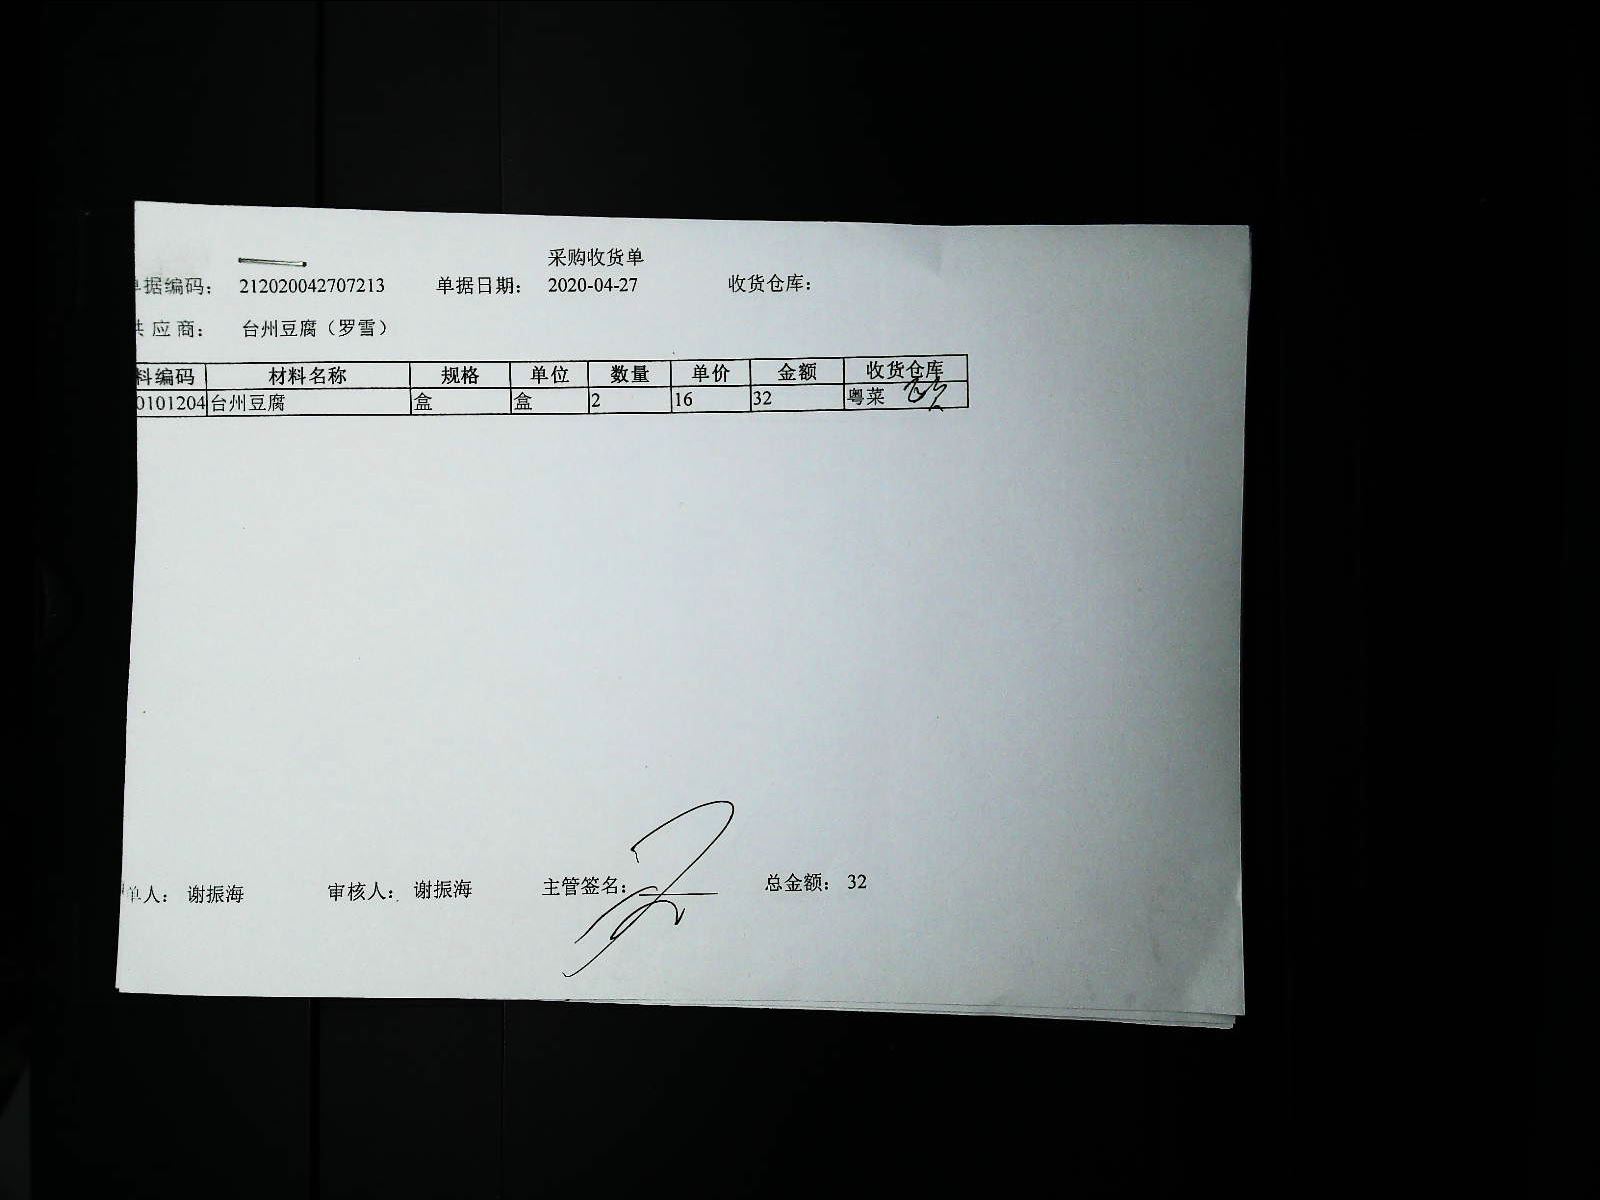 采购收货单
据编码： 212020042707213 单据日期： 2020-04-27 收货仓库：
应 商： 台州豆腐（罗雪）
料编码 材料名称 规格 单位 数量 单价 金额 收货仓库
0101204 台州豆腐 盒 盒 2 16 32 粤菜
单人： 谢振海 审核人： 谢振海 主管签名： 总金额： 32